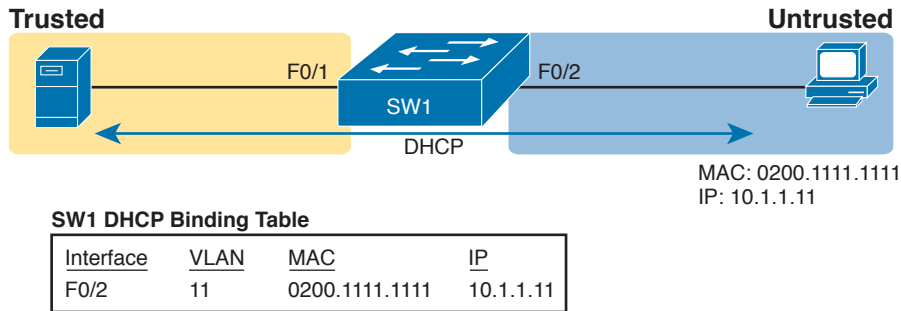 Trusted
Untrusted
F0/1
F0/2
SW1
DHCP
MAC: 0200.1111.1111
IP: 10.1.1.11
SW1 DHCP Binding Table
Interface VLAN MAC IP
F0/2 11 0200.1111.1111 10.1.1.11